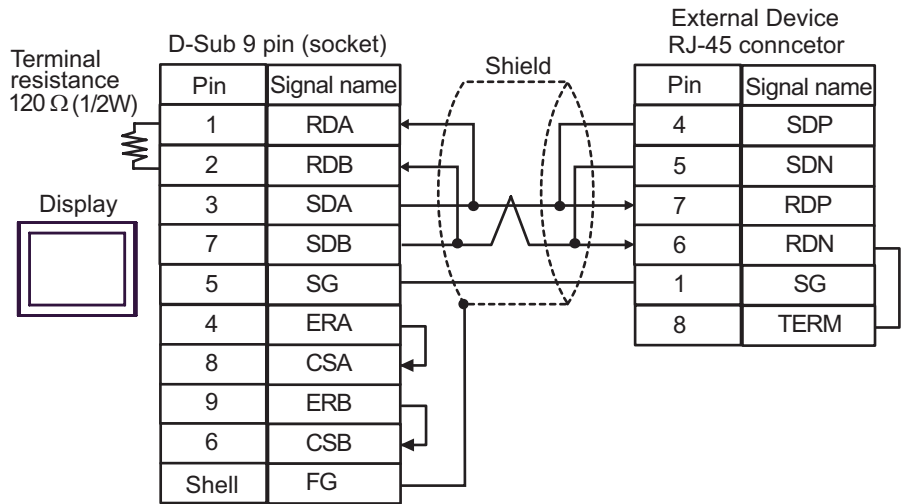 Terminal
resistance
120 Ω (1/2W)
D-Sub 9 pin (socket)
Pin Signal name
1 RDA
2 RDB
3 SDA
7 SDB
5 SG
4 ERA
8 CSA
9 ERB
6 CSB
Shell FG
Display
Shield
External Device
RJ-45 conncetor
Pin Signal name
4 SDP
5 SDN
7 RDP
6 RDN
1 SG
8 TERM